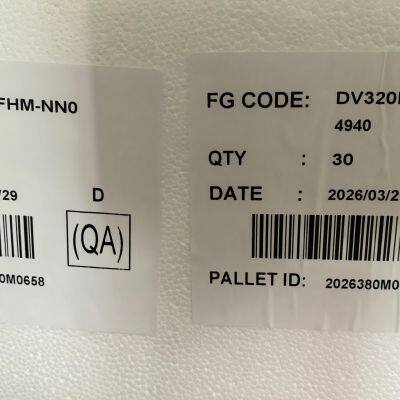 FHM-NN0
/29 D
(QA)
0M0658
FG CODE: DV320
4940
QTY : 30
DATE : 2026/03/2
PALLET ID: 2026380M0